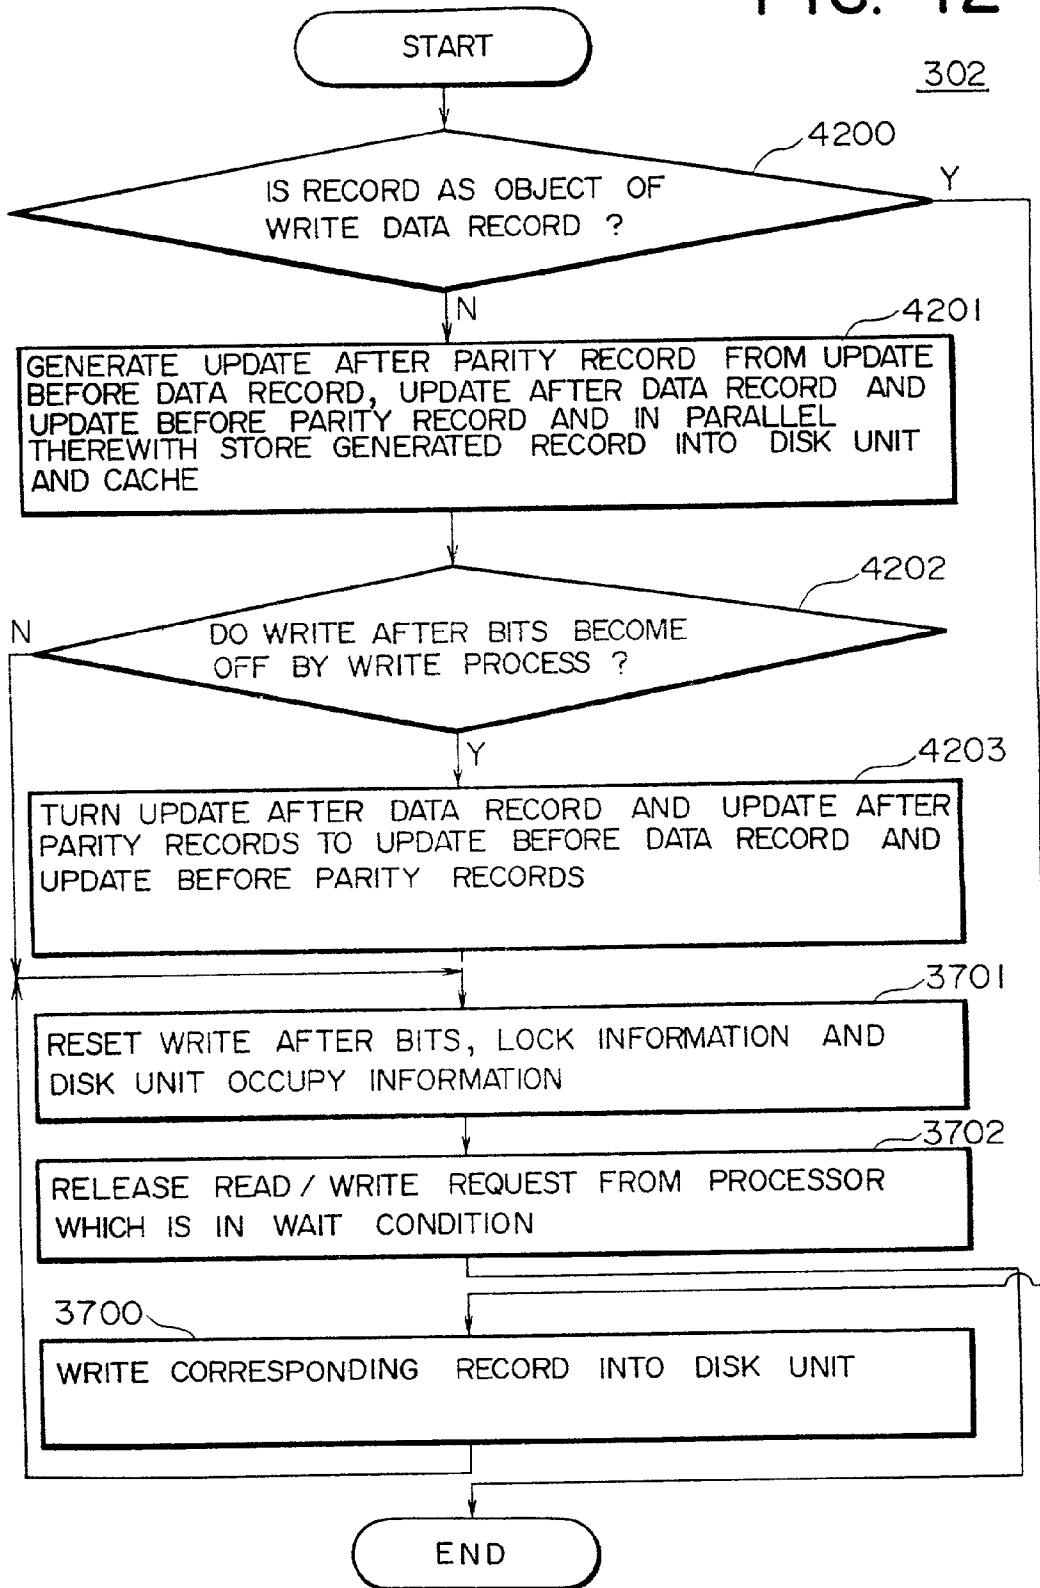 FIG. 42
START
302
4200
IS RECORD AS OBJECT OF
WRITE DATA RECORD ?
Y
N
4201
GENERATE UPDATE AFTER PARITY RECORD FROM UPDATE
BEFORE DATA RECORD, UPDATE AFTER DATA RECORD AND
UPDATE BEFORE PARITY RECORD AND IN PARALLEL
THEREWITH STORE GENERATED RECORD INTO DISK UNIT
AND CACHE
4202
N
DO WRITE AFTER BITS BECOME
OFF BY WRITE PROCESS ?
Y
4203
TURN UPDATE AFTER DATA RECORD AND UPDATE AFTER
PARITY RECORDS TO UPDATE BEFORE DATA RECORD AND
UPDATE BEFORE PARITY RECORDS
3701
RESET WRITE AFTER BITS, LOCK INFORMATION AND
DISK UNIT OCCUPY INFORMATION
3702
RELEASE READ / WRITE REQUEST FROM PROCESSOR
WHICH IS IN WAIT CONDITION
3700
WRITE CORRESPONDING RECORD INTO DISK UNIT
END